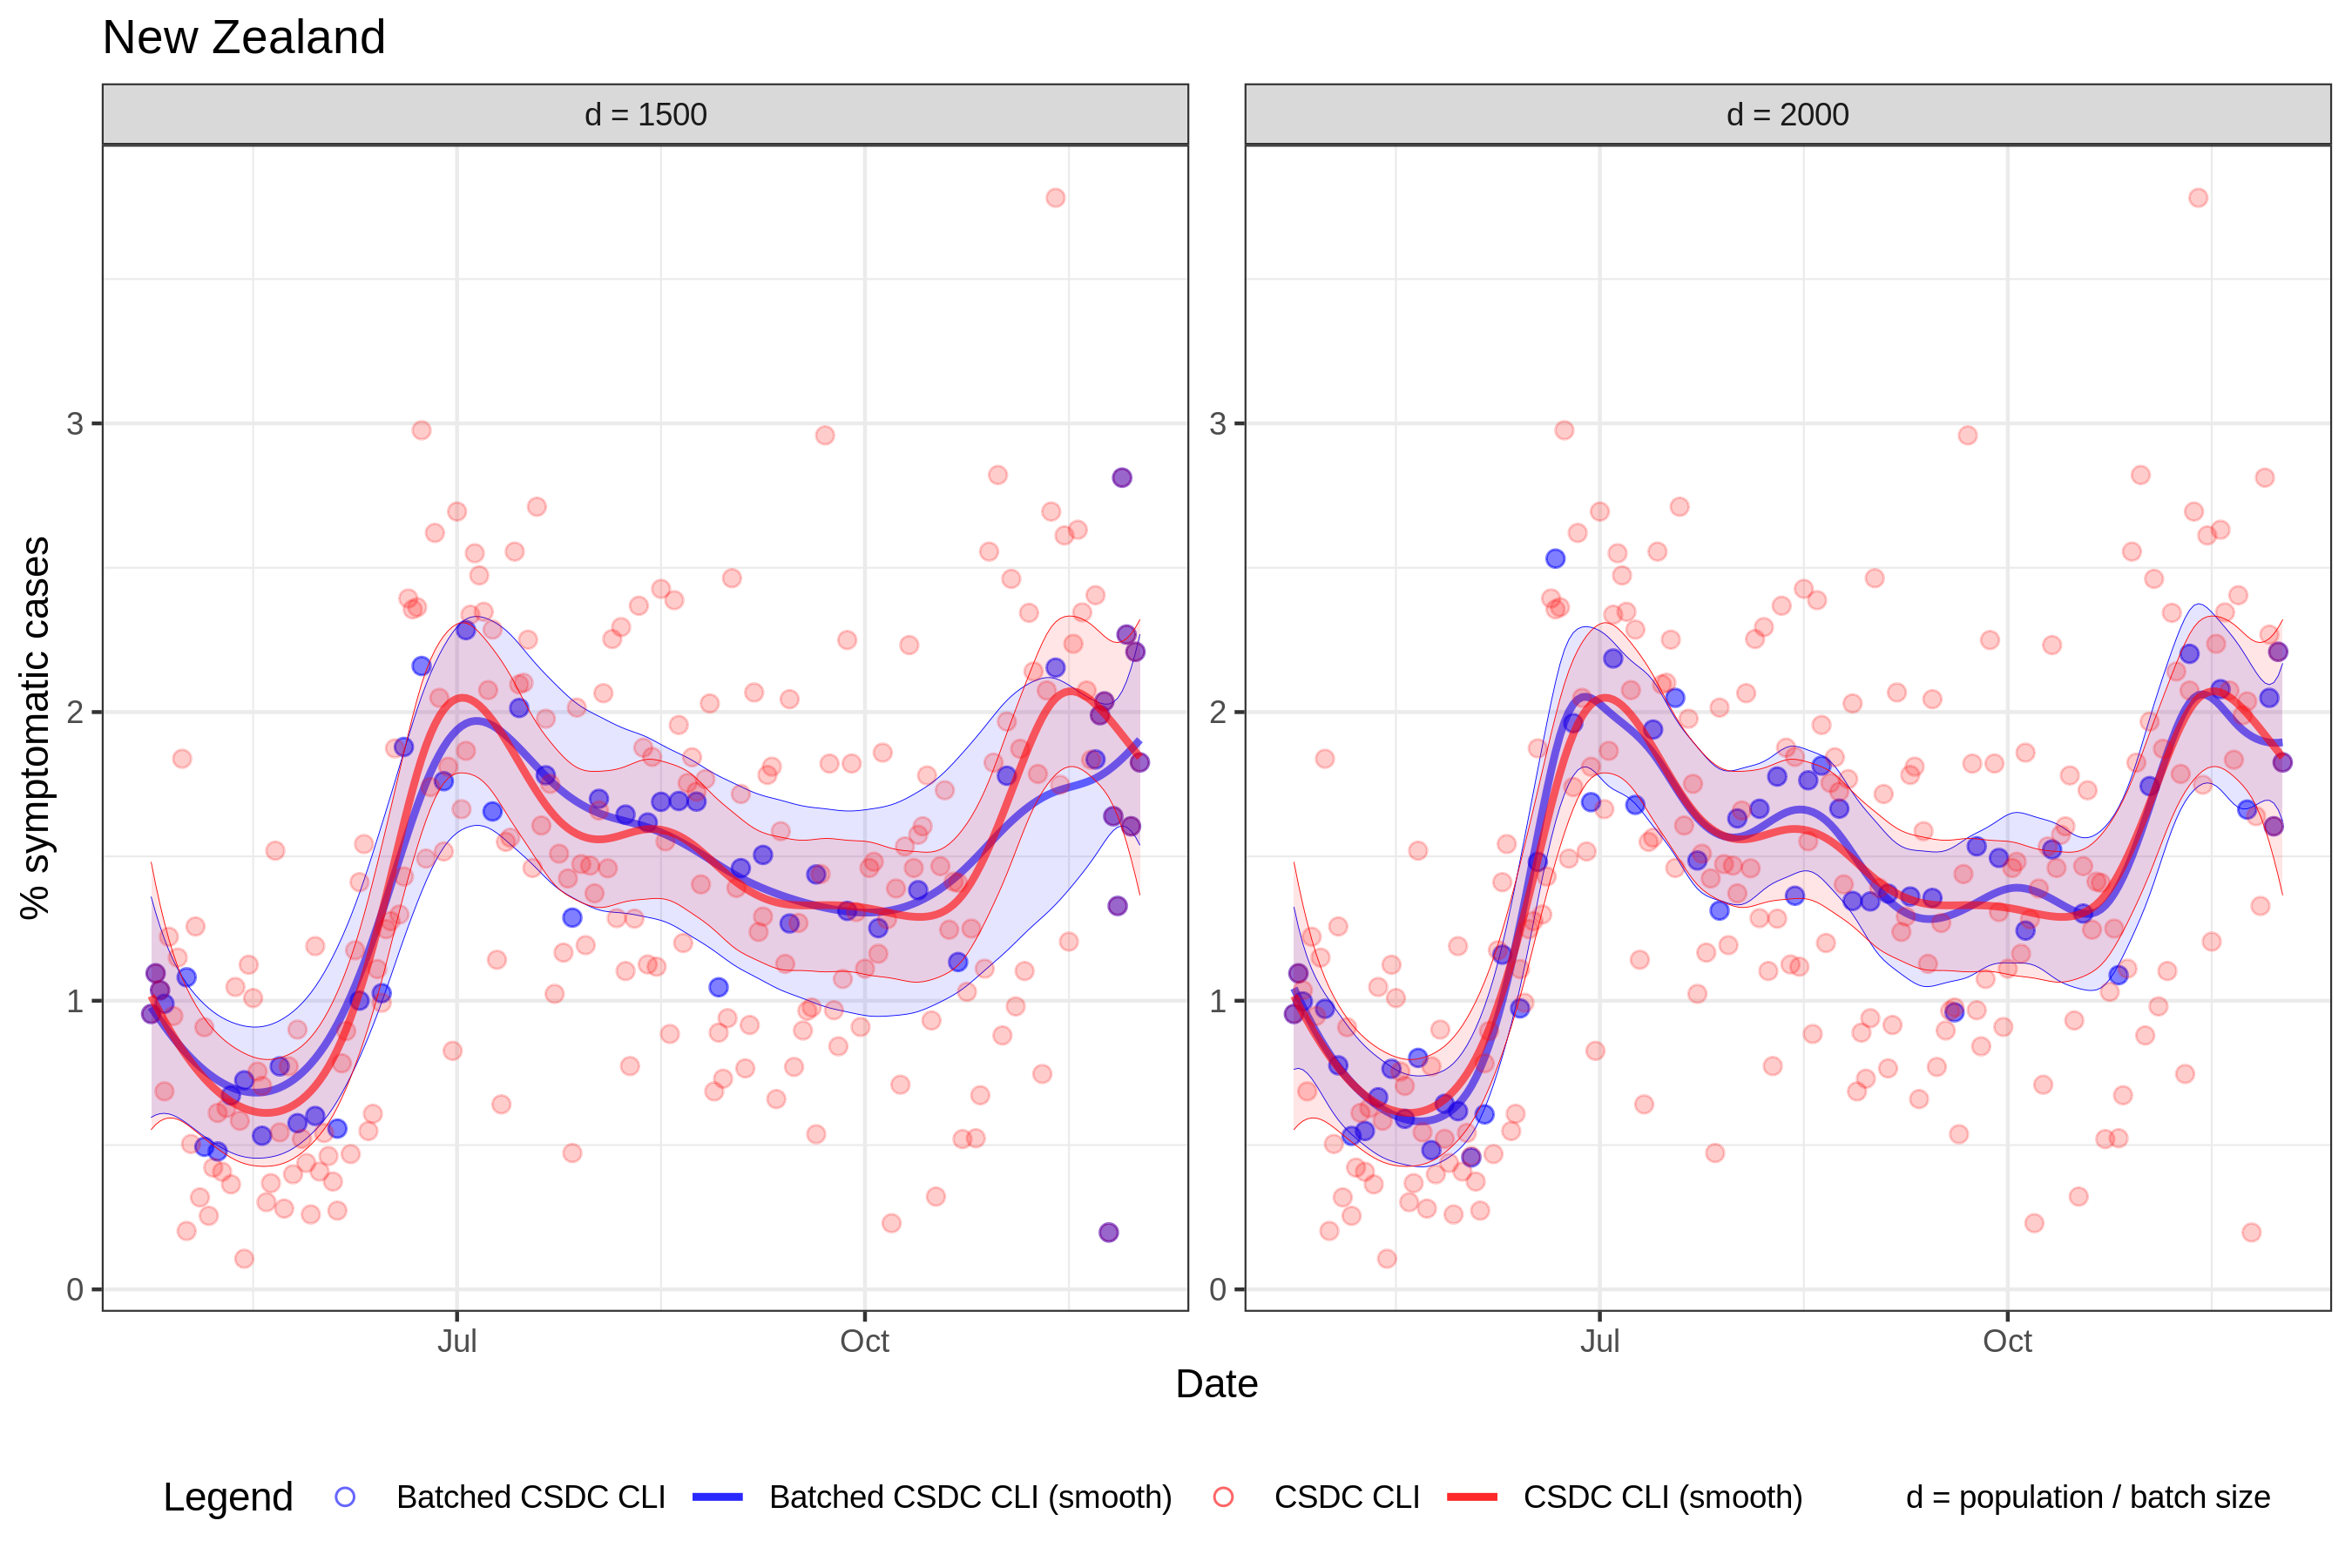 New Zealand
d = 1500
d = 2000
% symptomatic cases
3
2
1
0
3
2
1
0
Jul
Oct
Jul
Oct
Date
Legend
Batched CSDC CLI
Batched CSDC CLI (smooth)
CSDC CLI
CSDC CLI (smooth)
d = population / batch size